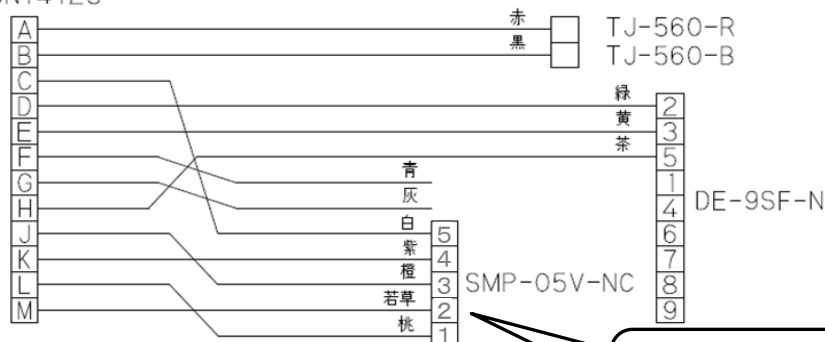 A 赤 TJ-560-R
B 黒 TJ-560-B
C
D 緑 2
E 黄 3
F 茶 5
G 青 1
H 灰 4 DE-9SF-N
J 白 5 6
K 紫 4 7
L 橙 3 SMP-05V-NC 8
M 若草 2 9
桃 1